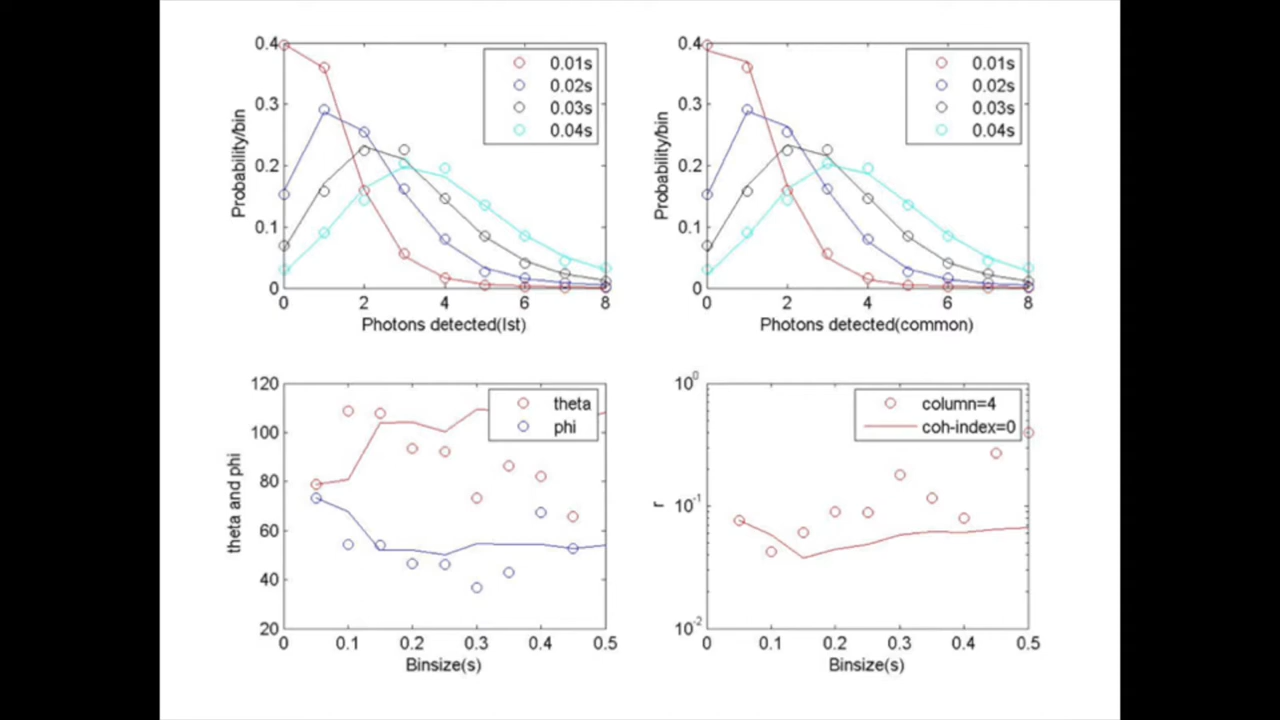 0.4
0.3
0.2
0.1
0
Probability/bin
0.01s
0.02s
0.03s
0.04s
0 2 4 6 8
Photons detected(lst)
0.4
0.3
0.2
0.1
0
Probability/bin
0.01s
0.02s
0.03s
0.04s
0 2 4 6 8
Photons detected(common)
120
100
80
60
40
20
theta and phi
theta
phi
0 0.1 0.2 0.3 0.4 0.5
Binsize(s)
10^0
10^-1
10^-2
r
column=4
coh-index=0
0 0.1 0.2 0.3 0.4 0.5
Binsize(s)